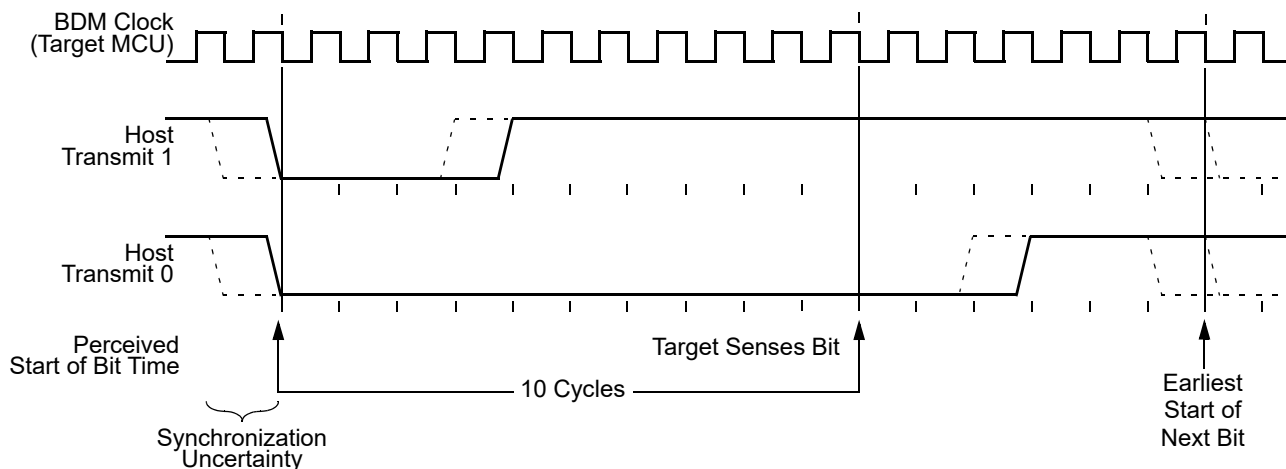 BDM Clock
(Target MCU)
Host
Transmit 1
Host
Transmit 0
Perceived
Start of Bit Time
Target Senses Bit
10 Cycles
Synchronization
Uncertainty
Earliest
Start of
Next Bit